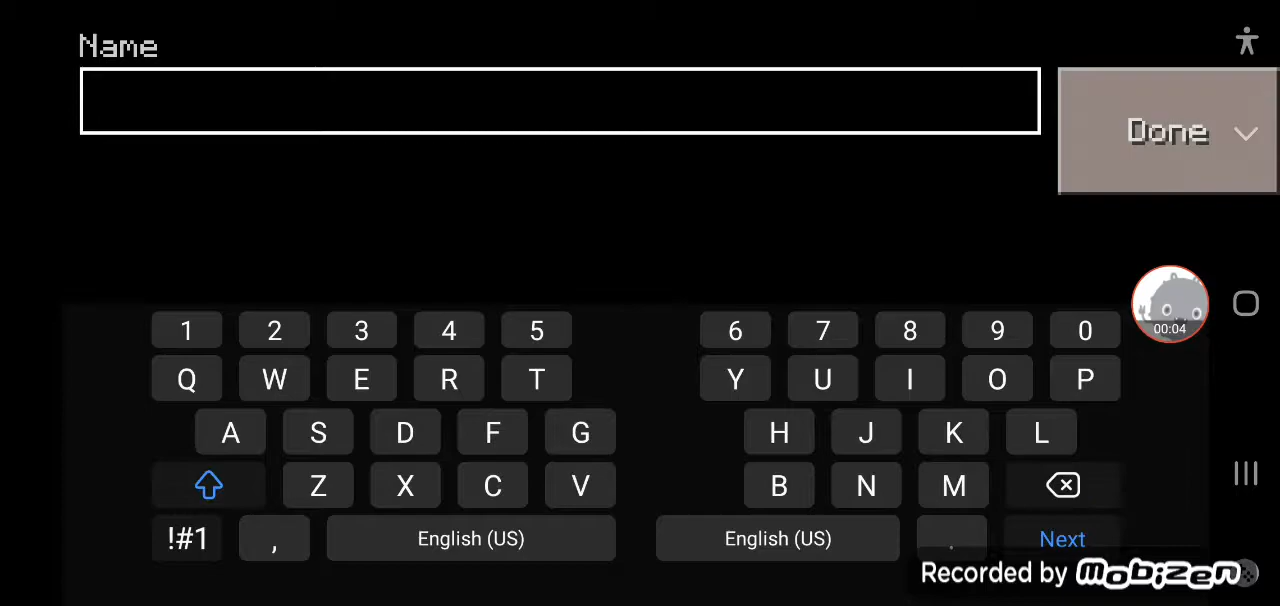 Name
Done
00:04
1 2 3 4 5 6 7 8 9 0
Q W E R T Y U I O P
A S D F G H J K L
Z X C V B N M
!#1 , English (US) English (US) . Next
Recorded by mobizen